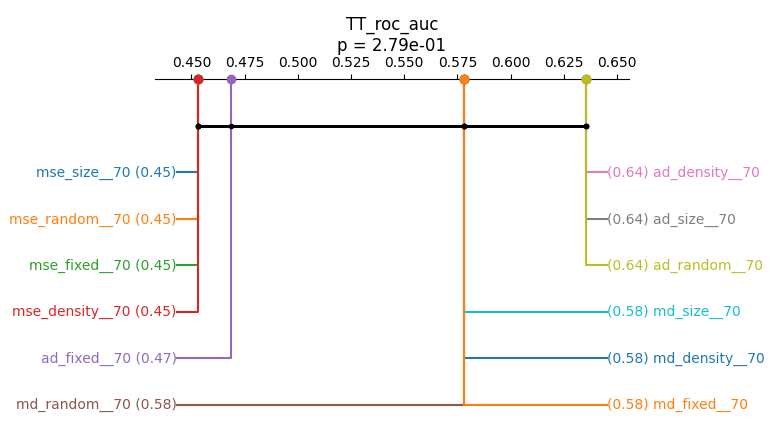 TT_roc_auc
p = 2.79e-01
0.450 0.475 0.500 0.525 0.550 0.575 0.600 0.625 0.650
mse_size__70 (0.45)
(0.64) ad_density__70
mse_random__70 (0.45)
(0.64) ad_size__70
mse_fixed__70 (0.45)
(0.64) ad_random__70
mse_density__70 (0.45)
(0.58) md_size__70
ad_fixed__70 (0.47)
(0.58) md_density__70
md_random__70 (0.58)
(0.58) md_fixed__70